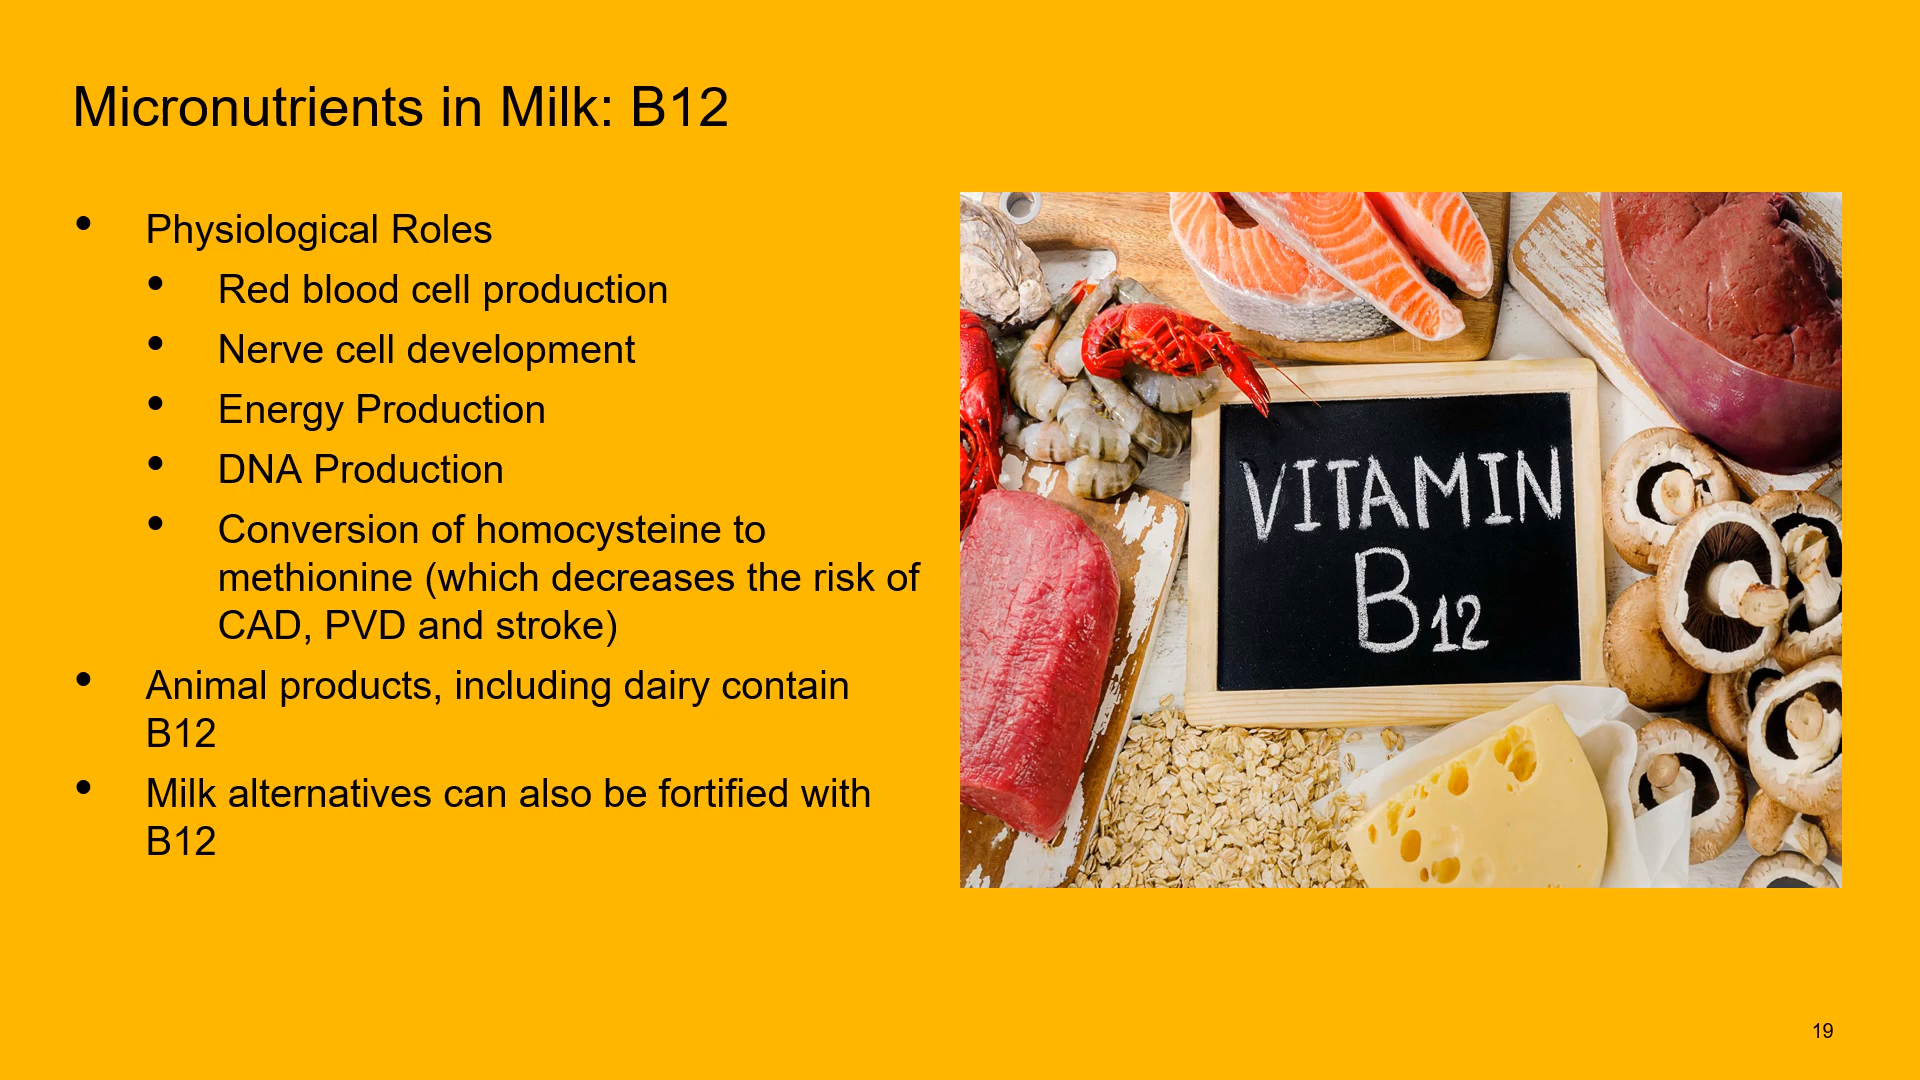 Micronutrients in Milk: B12
• Physiological Roles
• Red blood cell production
• Nerve cell development
• Energy Production
• DNA Production
• Conversion of homocysteine to
methionine (which decreases the risk of
CAD, PVD and stroke)
• Animal products, including dairy contain
B12
• Milk alternatives can also be fortified with
B12
VITAMIN
B12
19